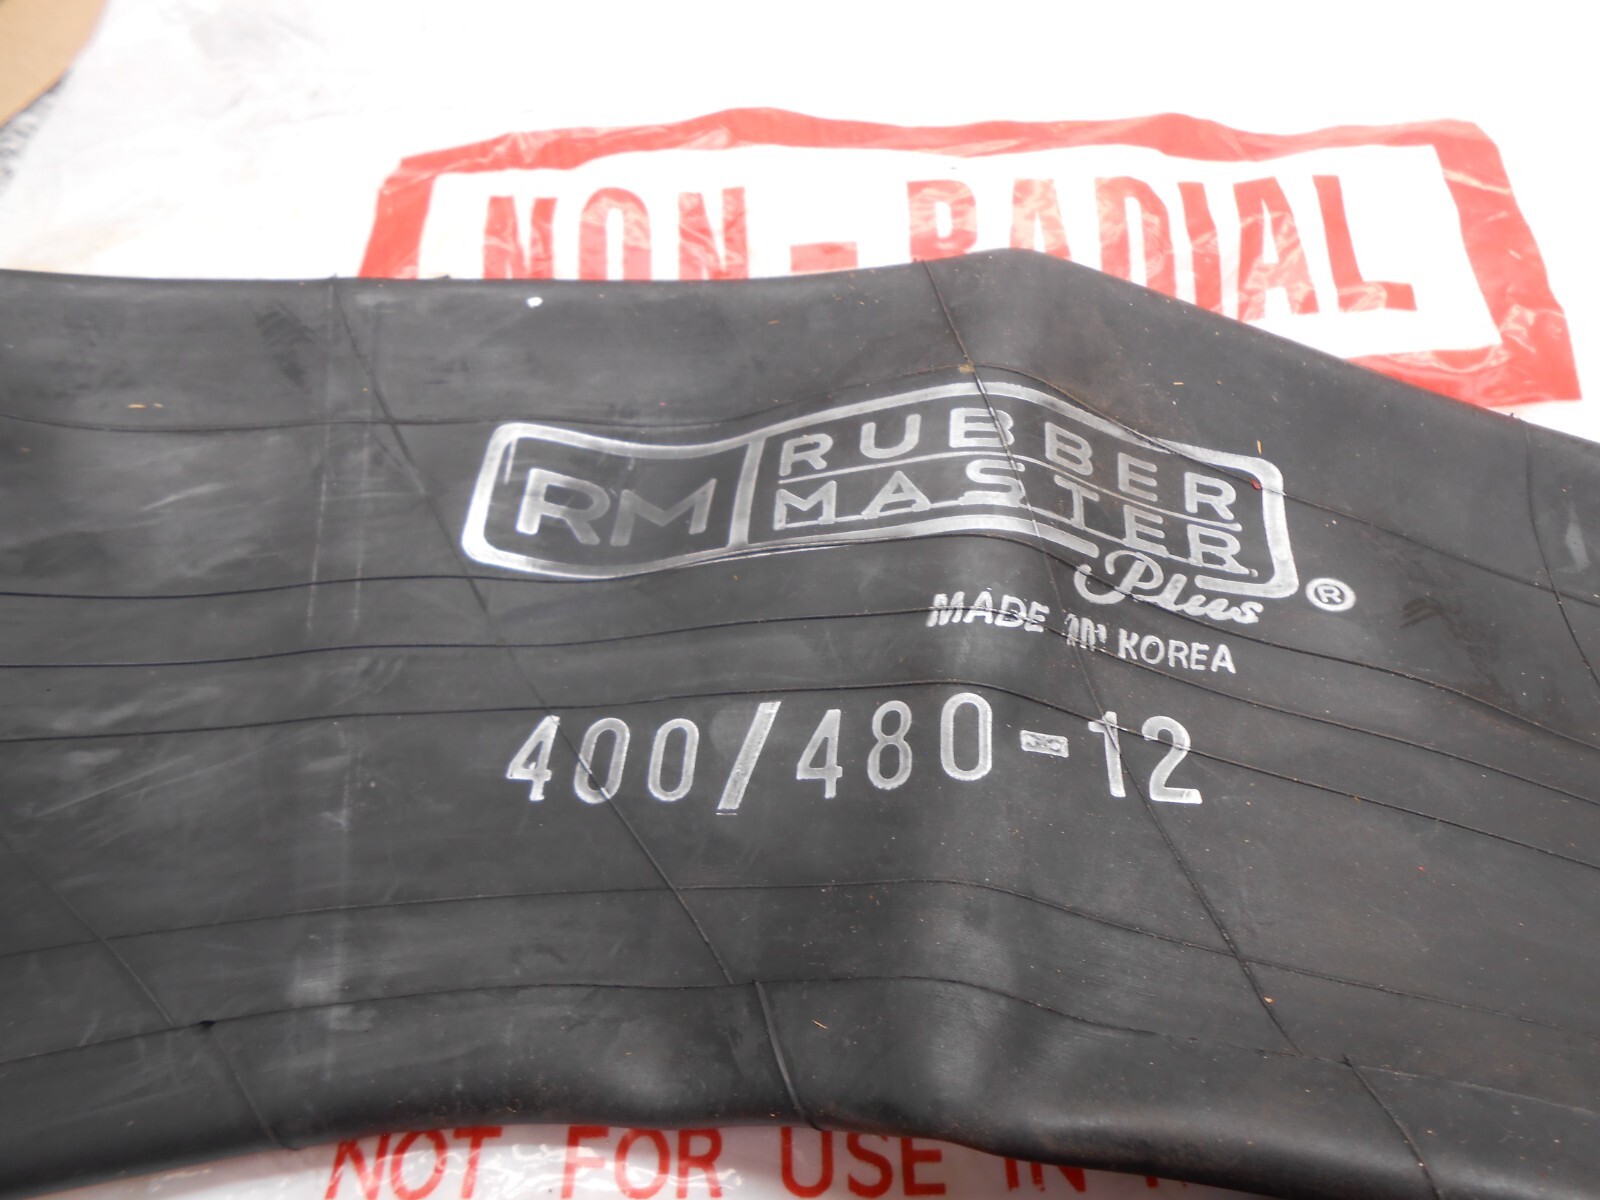 NON-RADIAL
RM RUBBER
MASTER
Plus ®
MADE IN KOREA
400/480-12
NOT FOR USE IN